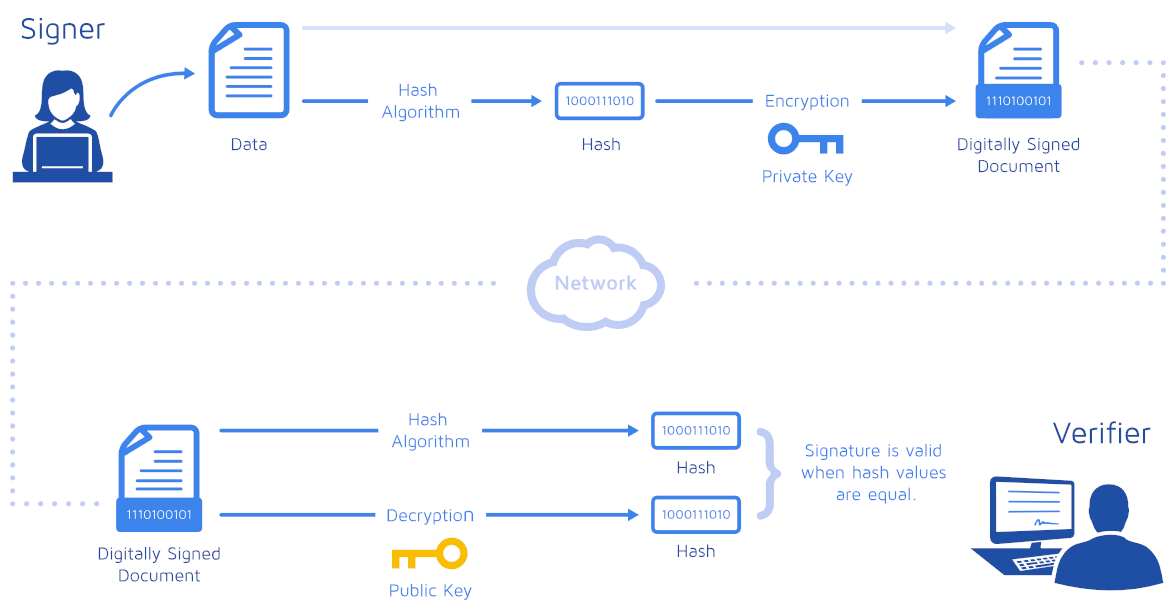 Signer
Hash
Algorithm
1000111010
Encryption
1110100101
Data
Hash
Private Key
Digitally Signed
Document
Network
Hash
Algorithm
1000111010
Hash
Signature is valid
when hash values
are equal.
Verifier
1110100101
Decryption
1000111010
Hash
Digitally Signed
Document
Public Key